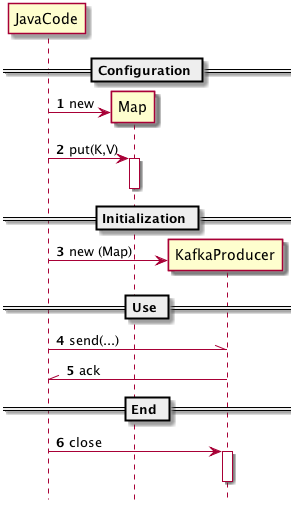 JavaCode
Configuration
1 new
Map
2 put(K,V)
Initialization
3 new (Map)
KafkaProducer
Use
4 send(...)
5 ack
End
6 close